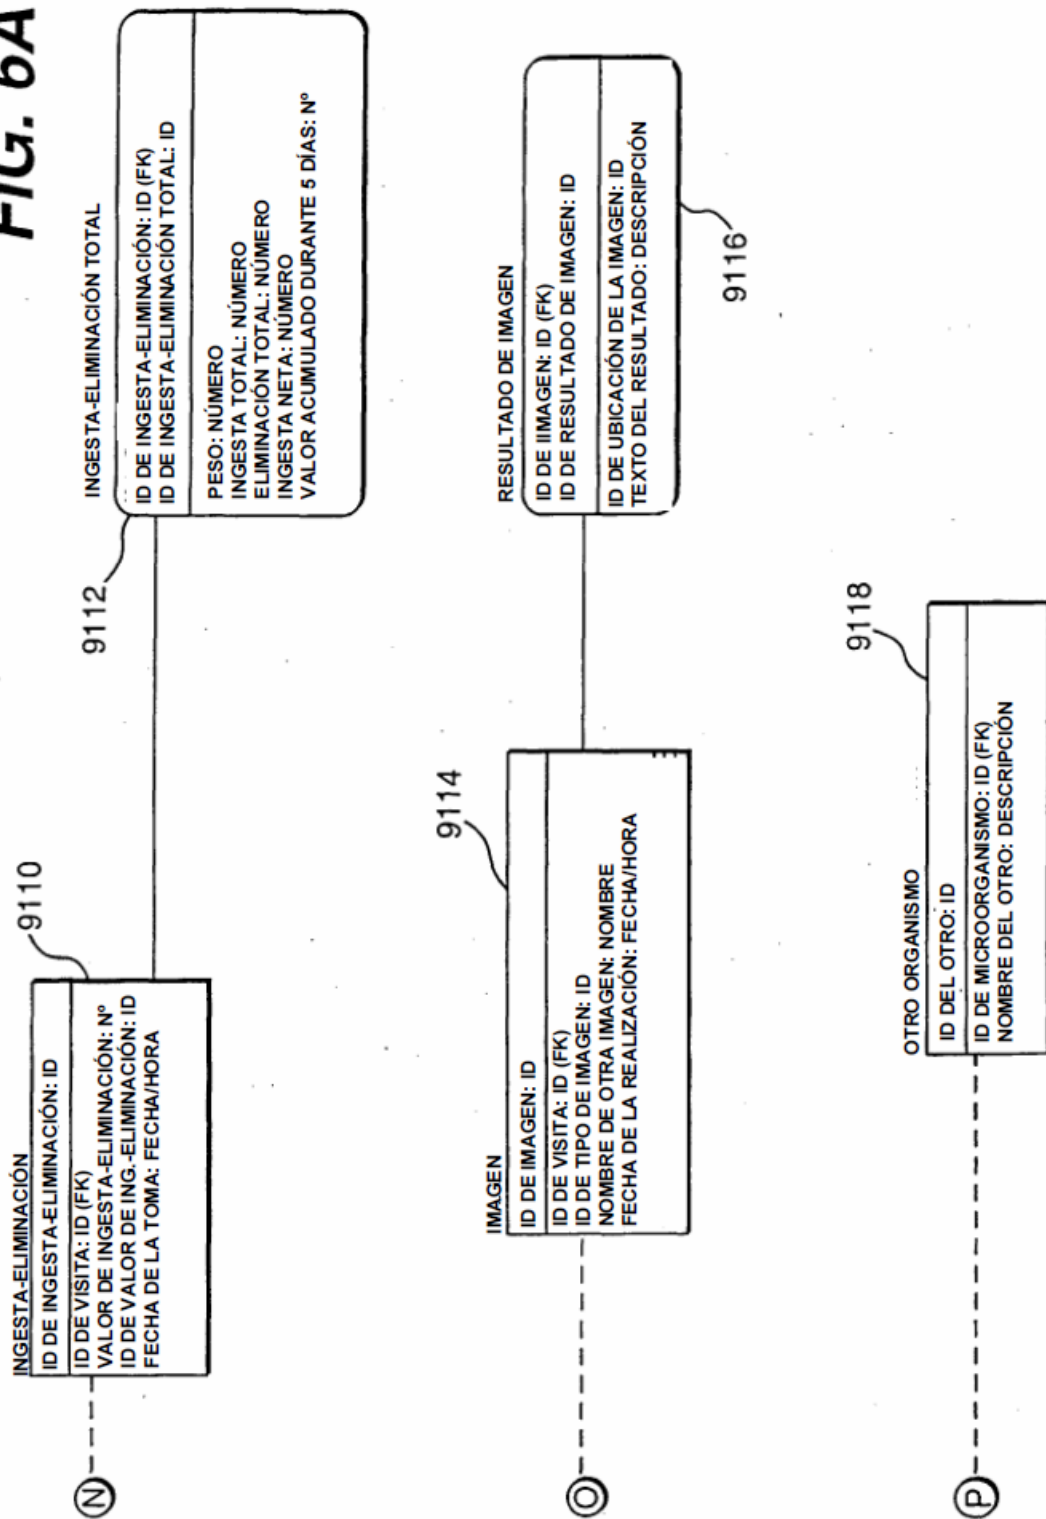 FIG. 6A
INGESTA-ELIMINACIÓN
ID DE INGESTA-ELIMINACIÓN: ID
ID DE VISITA: ID (FK)
VALOR DE INGESTA-ELIMINACIÓN: Nº
ID DE VALOR DE ING.-ELIMINACIÓN: ID
FECHA DE LA TOMA: FECHA/HORA
9110
N
INGESTA-ELIMINACIÓN TOTAL
ID DE INGESTA-ELIMINACIÓN: ID (FK)
ID DE INGESTA-ELIMINACIÓN TOTAL: ID
PESO: NÚMERO
INGESTA TOTAL: NÚMERO
ELIMINACIÓN TOTAL: NÚMERO
INGESTA NETA: NÚMERO
VALOR ACUMULADO DURANTE 5 DÍAS: Nº
9112
IMAGEN
ID DE IMAGEN: ID
ID DE VISITA: ID (FK)
ID DE TIPO DE IMAGEN: ID
NOMBRE DE OTRA IMAGEN: NOMBRE
FECHA DE LA REALIZACIÓN: FECHA/HORA
9114
O
RESULTADO DE IMAGEN
ID DE IIMAGEN: ID (FK)
ID DE RESULTADO DE IMAGEN: ID
ID DE UBICACIÓN DE LA IMAGEN: ID
TEXTO DEL RESULTADO: DESCRIPCIÓN
9116
OTRO ORGANISMO
ID DEL OTRO: ID
ID DE MICROORGANISMO: ID (FK)
NOMBRE DEL OTRO: DESCRIPCIÓN
9118
P